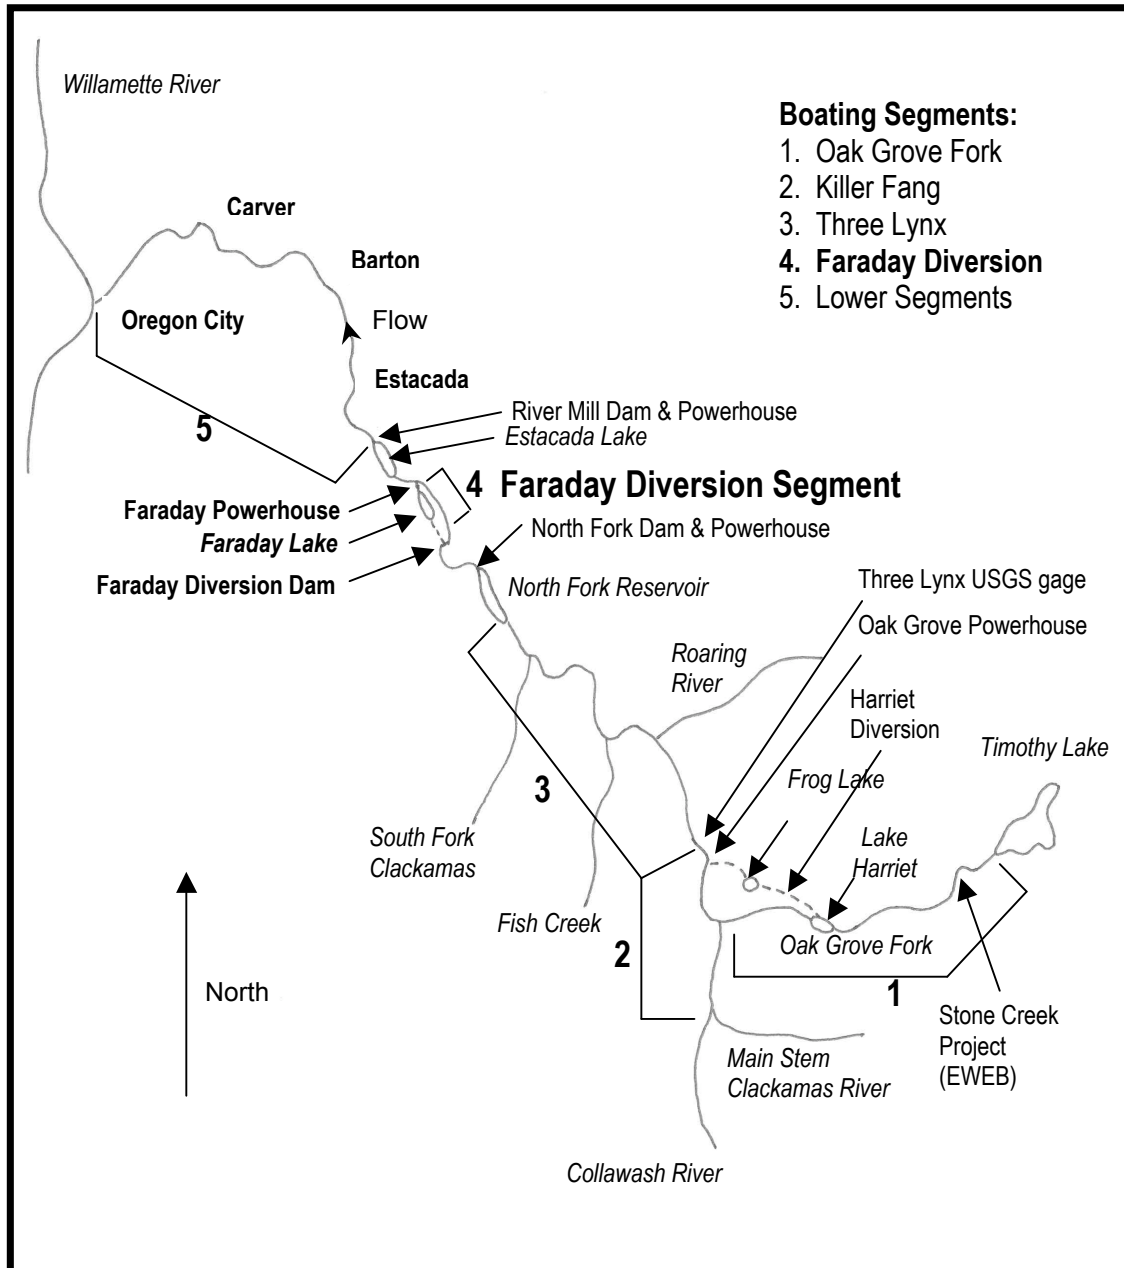 Willamette River
Boating Segments:
1. Oak Grove Fork
2. Killer Fang
3. Three Lynx
4. Faraday Diversion
5. Lower Segments
Carver
Barton
Oregon City
Flow
Estacada
River Mill Dam & Powerhouse
Estacada Lake
5
4 Faraday Diversion Segment
Faraday Powerhouse
Faraday Lake
North Fork Dam & Powerhouse
Faraday Diversion Dam
North Fork Reservoir
Three Lynx USGS gage
Oak Grove Powerhouse
Roaring
River
Harriet
Diversion
Timothy Lake
Frog Lake
3
South Fork
Clackamas
Lake
Harriet
Fish Creek
2
Oak Grove Fork
1
North
Stone Creek
Project
(EWEB)
Main Stem
Clackamas River
Collawash River